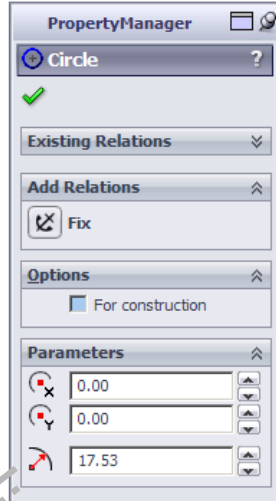 PropertyManager
Circle ?
Existing Relations
Add Relations
Fix
Options
For construction
Parameters
X 0.00
Y 0.00
17.53